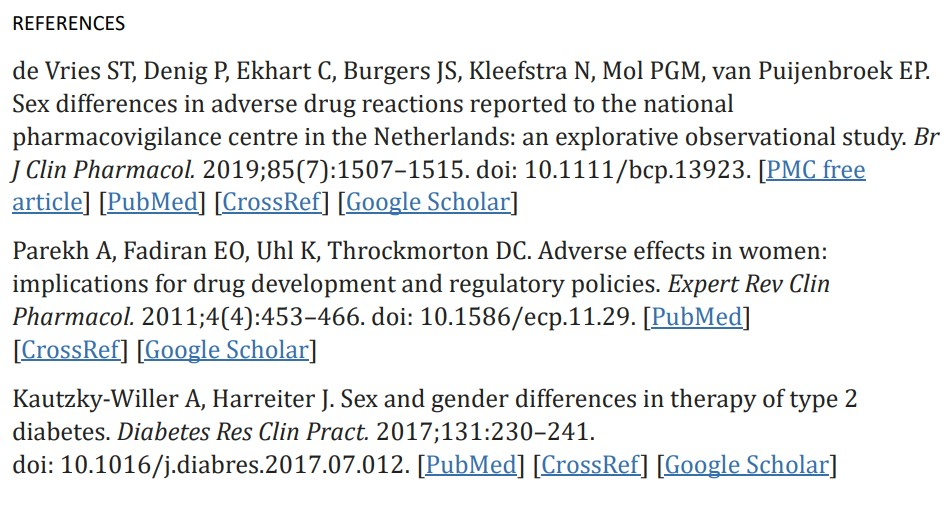 REFERENCES
de Vries ST, Denig P, Ekhart C, Burgers JS, Kleefstra N, Mol PGM, van Puijenbroek EP.
Sex differences in adverse drug reactions reported to the national
pharmacovigilance centre in the Netherlands: an explorative observational study. Br
J Clin Pharmacol. 2019;85(7):1507–1515. doi: 10.1111/bcp.13923. [PMC free
article] [PubMed] [CrossRef] [Google Scholar]
Parekh A, Fadiran EO, Uhl K, Throckmorton DC. Adverse effects in women:
implications for drug development and regulatory policies. Expert Rev Clin
Pharmacol. 2011;4(4):453–466. doi: 10.1586/ecp.11.29. [PubMed]
[CrossRef] [Google Scholar]
Kautzky-Willer A, Harreiter J. Sex and gender differences in therapy of type 2
diabetes. Diabetes Res Clin Pract. 2017;131:230–241.
doi: 10.1016/j.diabres.2017.07.012. [PubMed] [CrossRef] [Google Scholar]